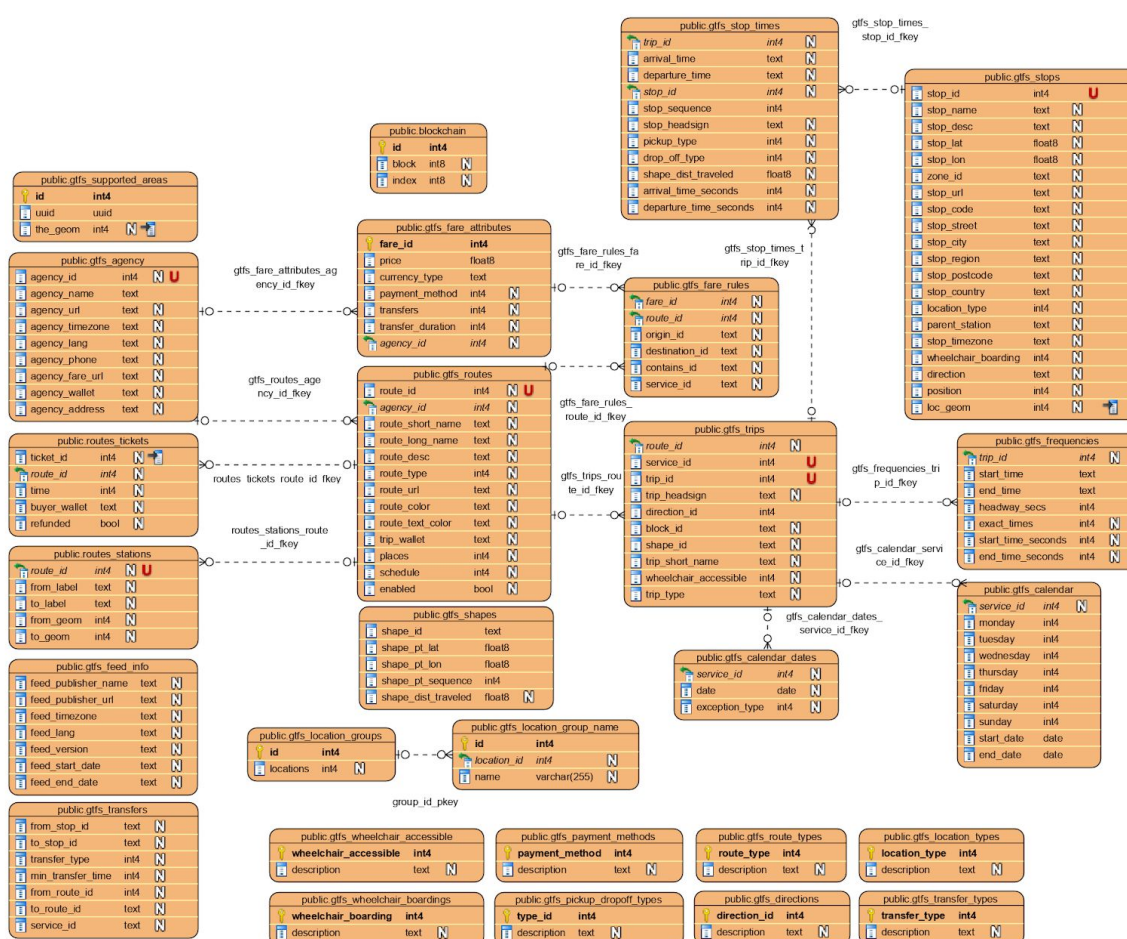 public.gtfs_stop_times
trip_id int4 N
arrival_time text N
departure_time text N
stop_id int4 N
stop_sequence int4
stop_headsign text N
pickup_type int4 N
drop_off_type int4 N
shape_dist_traveled float8 N
arrival_time_seconds int4 N
departure_time_seconds int4 N
gtfs_stop_times_
stop_id_fkey
public.gtfs_stops
stop_id int4 U
stop_name text N
stop_desc text N
stop_lat float8 N
stop_lon float8 N
zone_id text N
stop_url text N
stop_code text N
stop_street text N
stop_city text N
stop_region text N
stop_postcode text N
stop_country text N
location_type int4 N
parent_station text N
stop_timezone text N
wheelchair_boarding int4 N
direction text N
position int4 N
loc_geom int4 N
public.blockchain
id int4
block int8 N
index int8 N
public.gtfs_supported_areas
id int4
uuid uuid
the_geom int4 N
public.gtfs_agency
agency_id int4 N U
agency_name text
agency_url text N
agency_timezone text N
agency_lang text N
agency_phone text N
agency_fare_url text N
agency_wallet text N
agency_address text N
gtfs_fare_attributes_ag
ency_id_fkey
public.gtfs_fare_attributes
fare_id int4
price float8
currency_type text
payment_method int4 N
transfers int4 N
transfer_duration int4 N
agency_id int4 N
gtfs_fare_rules_fa
re_id_fkey
gtfs_stop_times_t
rip_id_fkey
public.gtfs_fare_rules
fare_id int4 N
route_id int4 N
origin_id text N
destination_id text N
contains_id text N
service_id text N
gtfs_routes_age
ncy_id_fkey
public.gtfs_routes
route_id int4 N U
agency_id int4 N
route_short_name text N
route_long_name text N
route_desc text N
route_type int4 N
route_url text N
route_color text N
route_text_color text N
trip_wallet text N
places int4 N
schedule int4 N
enabled bool N
gtfs_fare_rules_
route_id_fkey
public.routes_tickets
ticket_id int4 N
route_id int4 N
time int4 N
buyer_wallet text N
refunded bool N
routes_tickets_route_id_fkey
gtfs_trips_rou
te_id_fkey
public.gtfs_trips
route_id int4 N
service_id int4 U
trip_id int4 U
trip_headsign text N
direction_id int4
block_id text N
shape_id text N
trip_short_name text N
wheelchair_accessible int4 N
trip_type text N
gtfs_frequencies_tri
p_id_fkey
public.gtfs_frequencies
trip_id int4 N
start_time text
end_time text
headway_secs int4
exact_times int4 N
start_time_seconds int4 N
end_time_seconds int4 N
routes_stations_route
_id_fkey
public.routes_stations
route_id int4 N U
from_label text N
to_label text N
from_geom int4 N
to_geom int4 N
gtfs_calendar_servi
ce_id_fkey
public.gtfs_calendar
service_id int4 N
monday int4
tuesday int4
wednesday int4
thursday int4
friday int4
saturday int4
sunday int4
start_date date
end_date date
gtfs_calendar_dates_
service_id_fkey
public.gtfs_calendar_dates
service_id int4 N
date date N
exception_type int4 N
public.gtfs_shapes
shape_id text
shape_pt_lat float8
shape_pt_lon float8
shape_pt_sequence int4
shape_dist_traveled float8 N
public.gtfs_feed_info
feed_publisher_name text N
feed_publisher_url text N
feed_timezone text N
feed_lang text N
feed_version text N
feed_start_date text N
feed_end_date text N
public.gtfs_location_groups
id int4
locations int4 N
public.gtfs_location_group_name
id int4
location_id int4 N
name varchar(255) N
group_id_pkey
public.gtfs_transfers
from_stop_id text N
to_stop_id text N
transfer_type int4 N
min_transfer_time int4 N
from_route_id int4 N
to_route_id int4 N
service_id text N
public.gtfs_wheelchair_accessible
wheelchair_accessible int4
description text N
public.gtfs_payment_methods
payment_method int4
description text N
public.gtfs_route_types
route_type int4
description text N
public.gtfs_location_types
location_type int4
description text N
public.gtfs_wheelchair_boardings
wheelchair_boarding int4
description text N
public.gtfs_pickup_dropoff_types
type_id int4
description text N
public.gtfs_directions
direction_id int4
description text N
public.gtfs_transfer_types
transfer_type int4
description text N